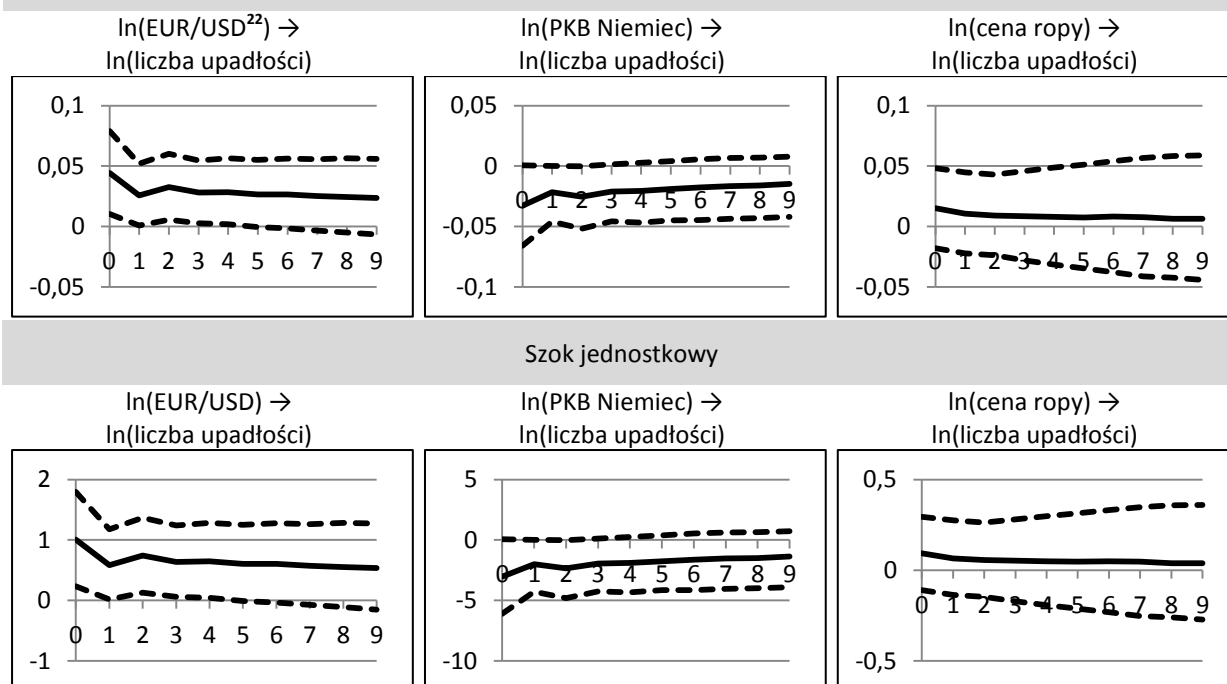 ln(EUR/USD²²) →
ln(liczba upadłości)
ln(PKB Niemiec) →
ln(liczba upadłości)
ln(cena ropy) →
ln(liczba upadłości)
0,1
0,05
0
-0,05
0 1 2 3 4 5 6 7 8 9
0,05
0
-0,05
-0,1
0 1 2 3 4 5 6 7 8 9
0,1
0,05
0
-0,05
0 1 2 3 4 5 6 7 8 9
Szok jednostkowy
ln(EUR/USD) →
ln(liczba upadłości)
ln(PKB Niemiec) →
ln(liczba upadłości)
ln(cena ropy) →
ln(liczba upadłości)
2
1
0
-1
0 1 2 3 4 5 6 7 8 9
5
0
-5
-10
0 1 2 3 4 5 6 7 8 9
0,5
0
-0,5
0 1 2 3 4 5 6 7 8 9